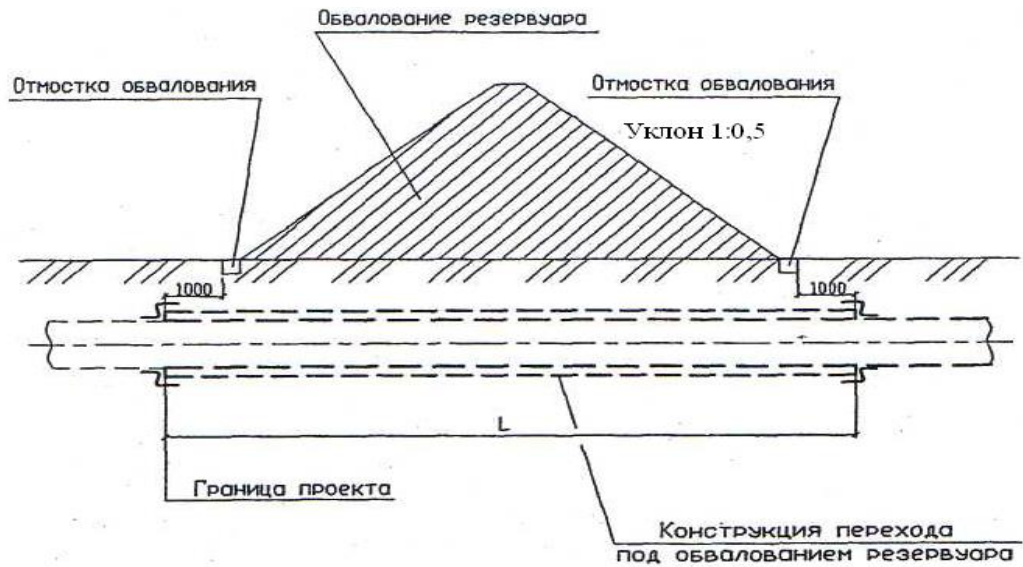 Обвалование резервуара
Отмостка обвалования
Отмостка обвалования
Уклон 1:0,5
1000
1000
L
Граница проекта
Конструкция перехода
под обвалованием резервуара